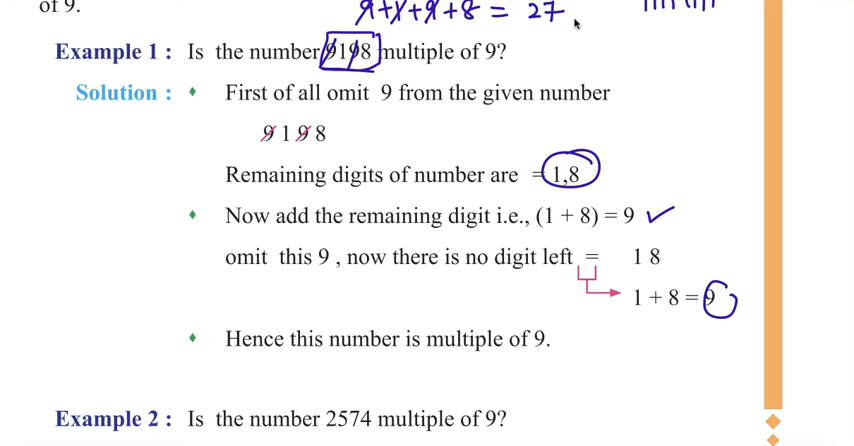 of 9.
9+1+9+8 = 27
Example 1 : Is the number 9198 multiple of 9?
Solution : ♦ First of all omit 9 from the given number
9 1 9 8
Remaining digits of number are = 1,8
♦ Now add the remaining digit i.e., (1 + 8) = 9
omit this 9 , now there is no digit left = 1 8
1 + 8 = 9
♦ Hence this number is multiple of 9.
Example 2 : Is the number 2574 multiple of 9?